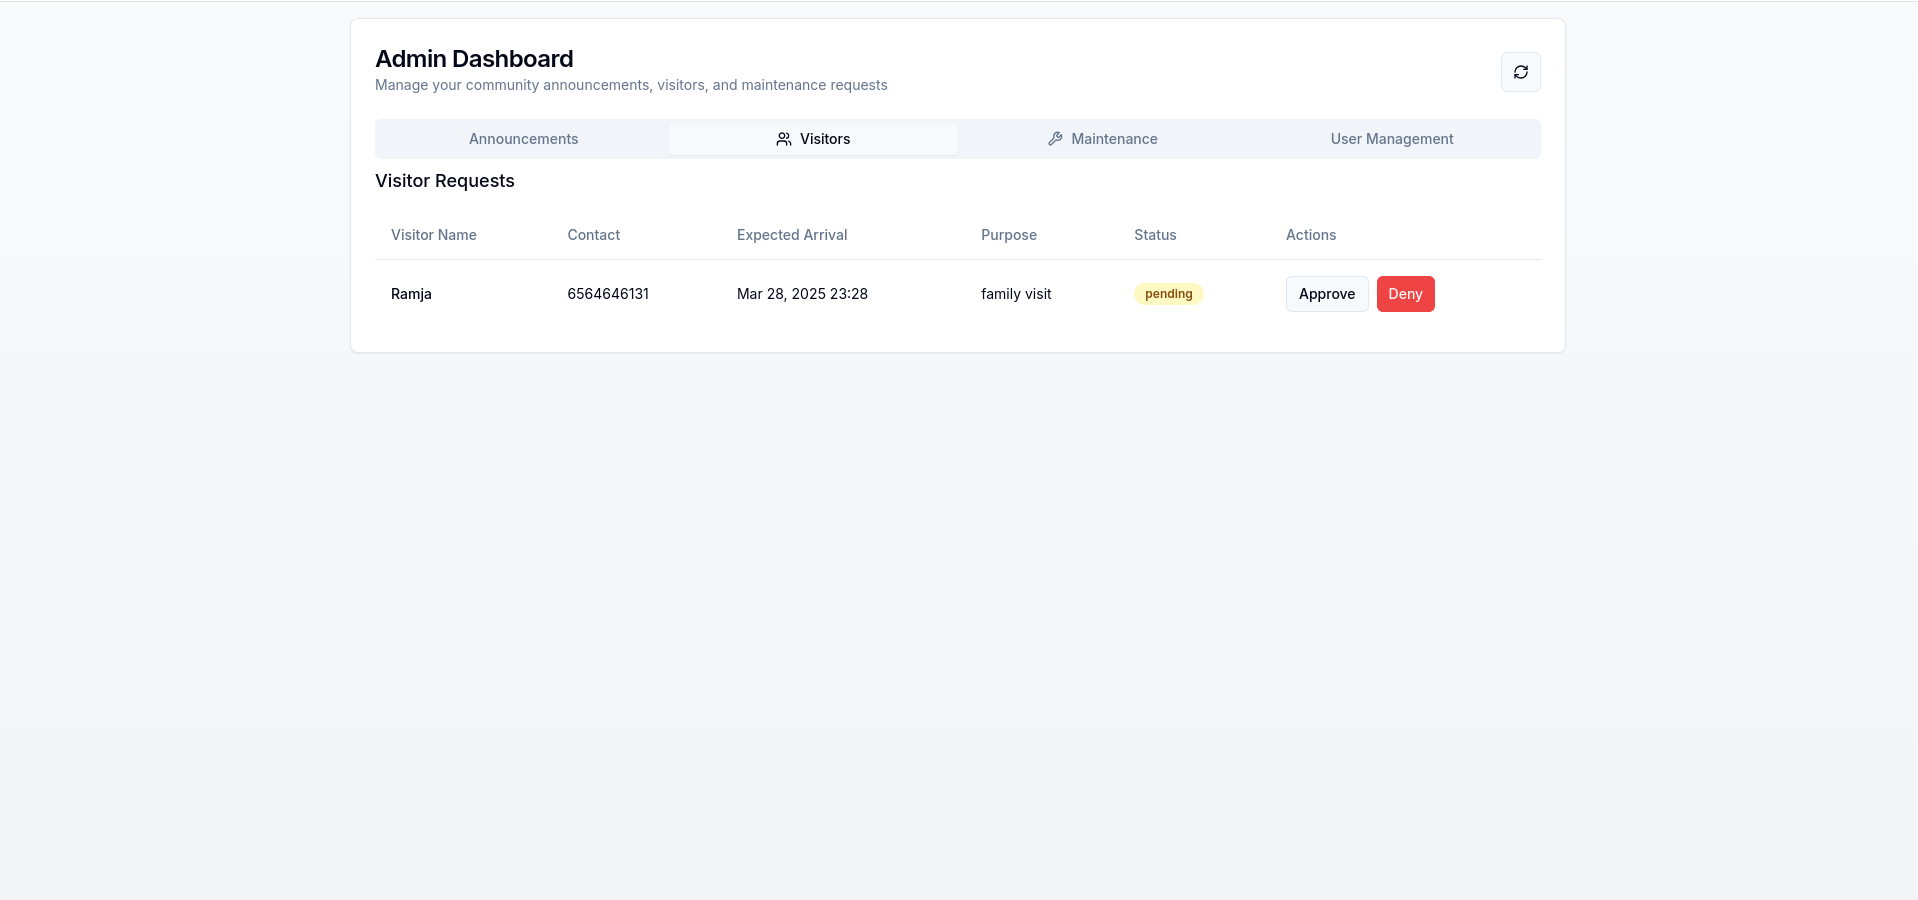 Admin Dashboard
Manage your community announcements, visitors, and maintenance requests
Announcements Visitors Maintenance User Management
Visitor Requests
Visitor Name Contact Expected Arrival Purpose Status Actions
Ramja 6564646131 Mar 28, 2025 23:28 family visit pending Approve Deny